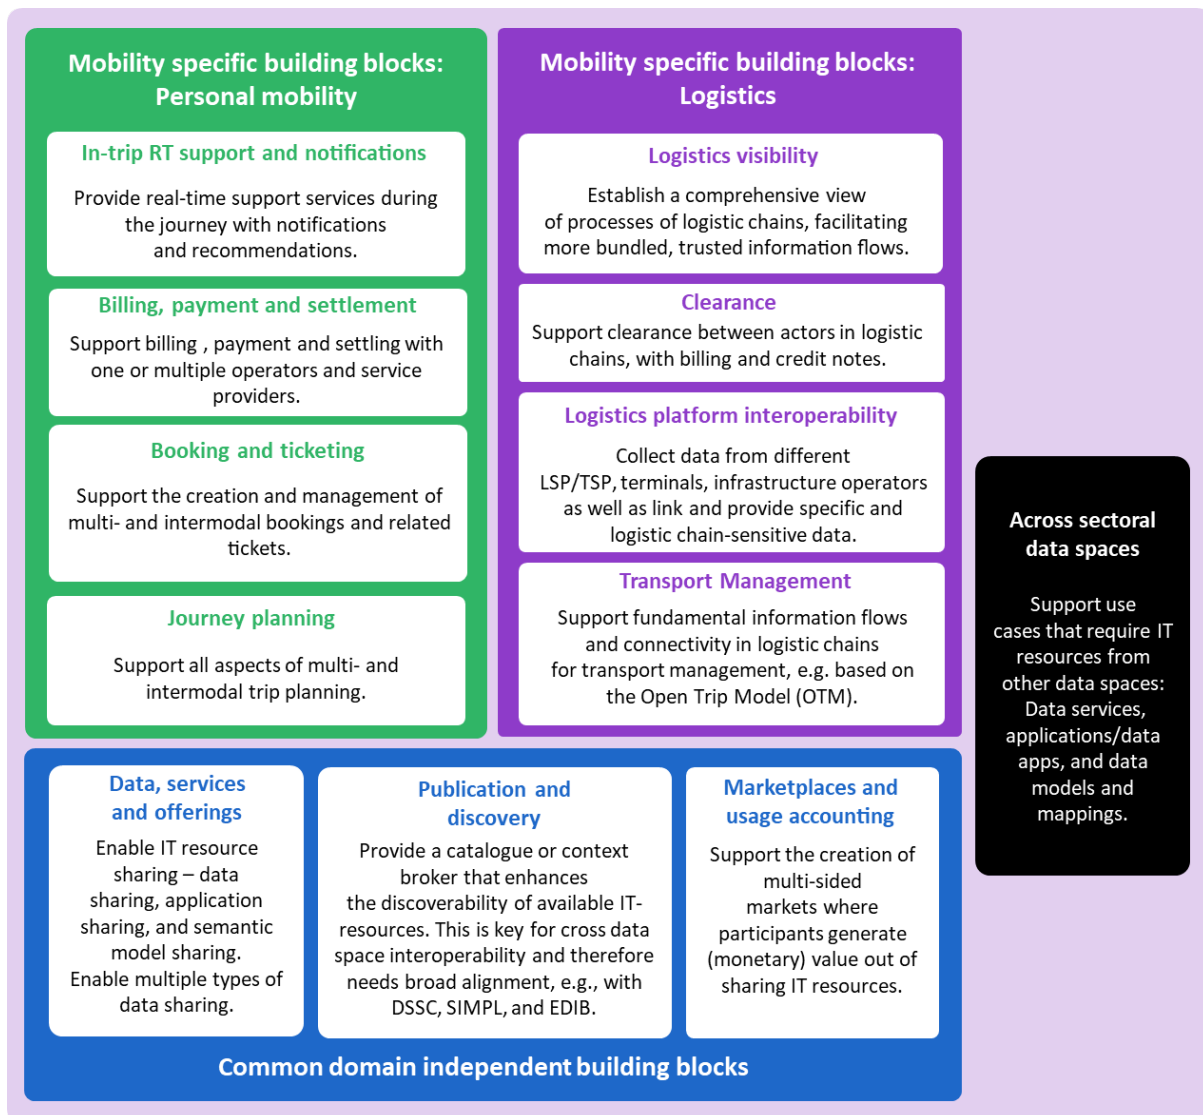 Mobility specific building blocks:
Personal mobility
In-trip RT support and notifications
Provide real-time support services during
the journey with notifications
and recommendations.
Billing, payment and settlement
Support billing , payment and settling with
one or multiple operators and service
providers.
Booking and ticketing
Support the creation and management of
multi- and intermodal bookings and related
tickets.
Journey planning
Support all aspects of multi- and
intermodal trip planning.
Mobility specific building blocks:
Logistics
Logistics visibility
Establish a comprehensive view
of processes of logistic chains, facilitating
more bundled, trusted information flows.
Clearance
Support clearance between actors in logistic
chains, with billing and credit notes.
Logistics platform interoperability
Collect data from different
LSP/TSP, terminals, infrastructure operators
as well as link and provide specific and
logistic chain-sensitive data.
Transport Management
Support fundamental information flows
and connectivity in logistic chains
for transport management, e.g. based on
the Open Trip Model (OTM).
Across sectoral
data spaces
Support use
cases that require IT
resources from
other data spaces:
Data services,
applications/data
apps, and data
models and
mappings.
Data, services
and offerings
Enable IT resource
sharing – data
sharing, application
sharing, and semantic
model sharing.
Enable multiple types of
data sharing.
Publication and
discovery
Provide a catalogue or context
broker that enhances
the discoverability of available IT-
resources. This is key for cross data
space interoperability and therefore
needs broad alignment, e.g., with
DSSC, SIMPL, and EDIB.
Marketplaces and
usage accounting
Support the creation of
multi-sided
markets where
participants generate
(monetary) value out of
sharing IT resources.
Common domain independent building blocks